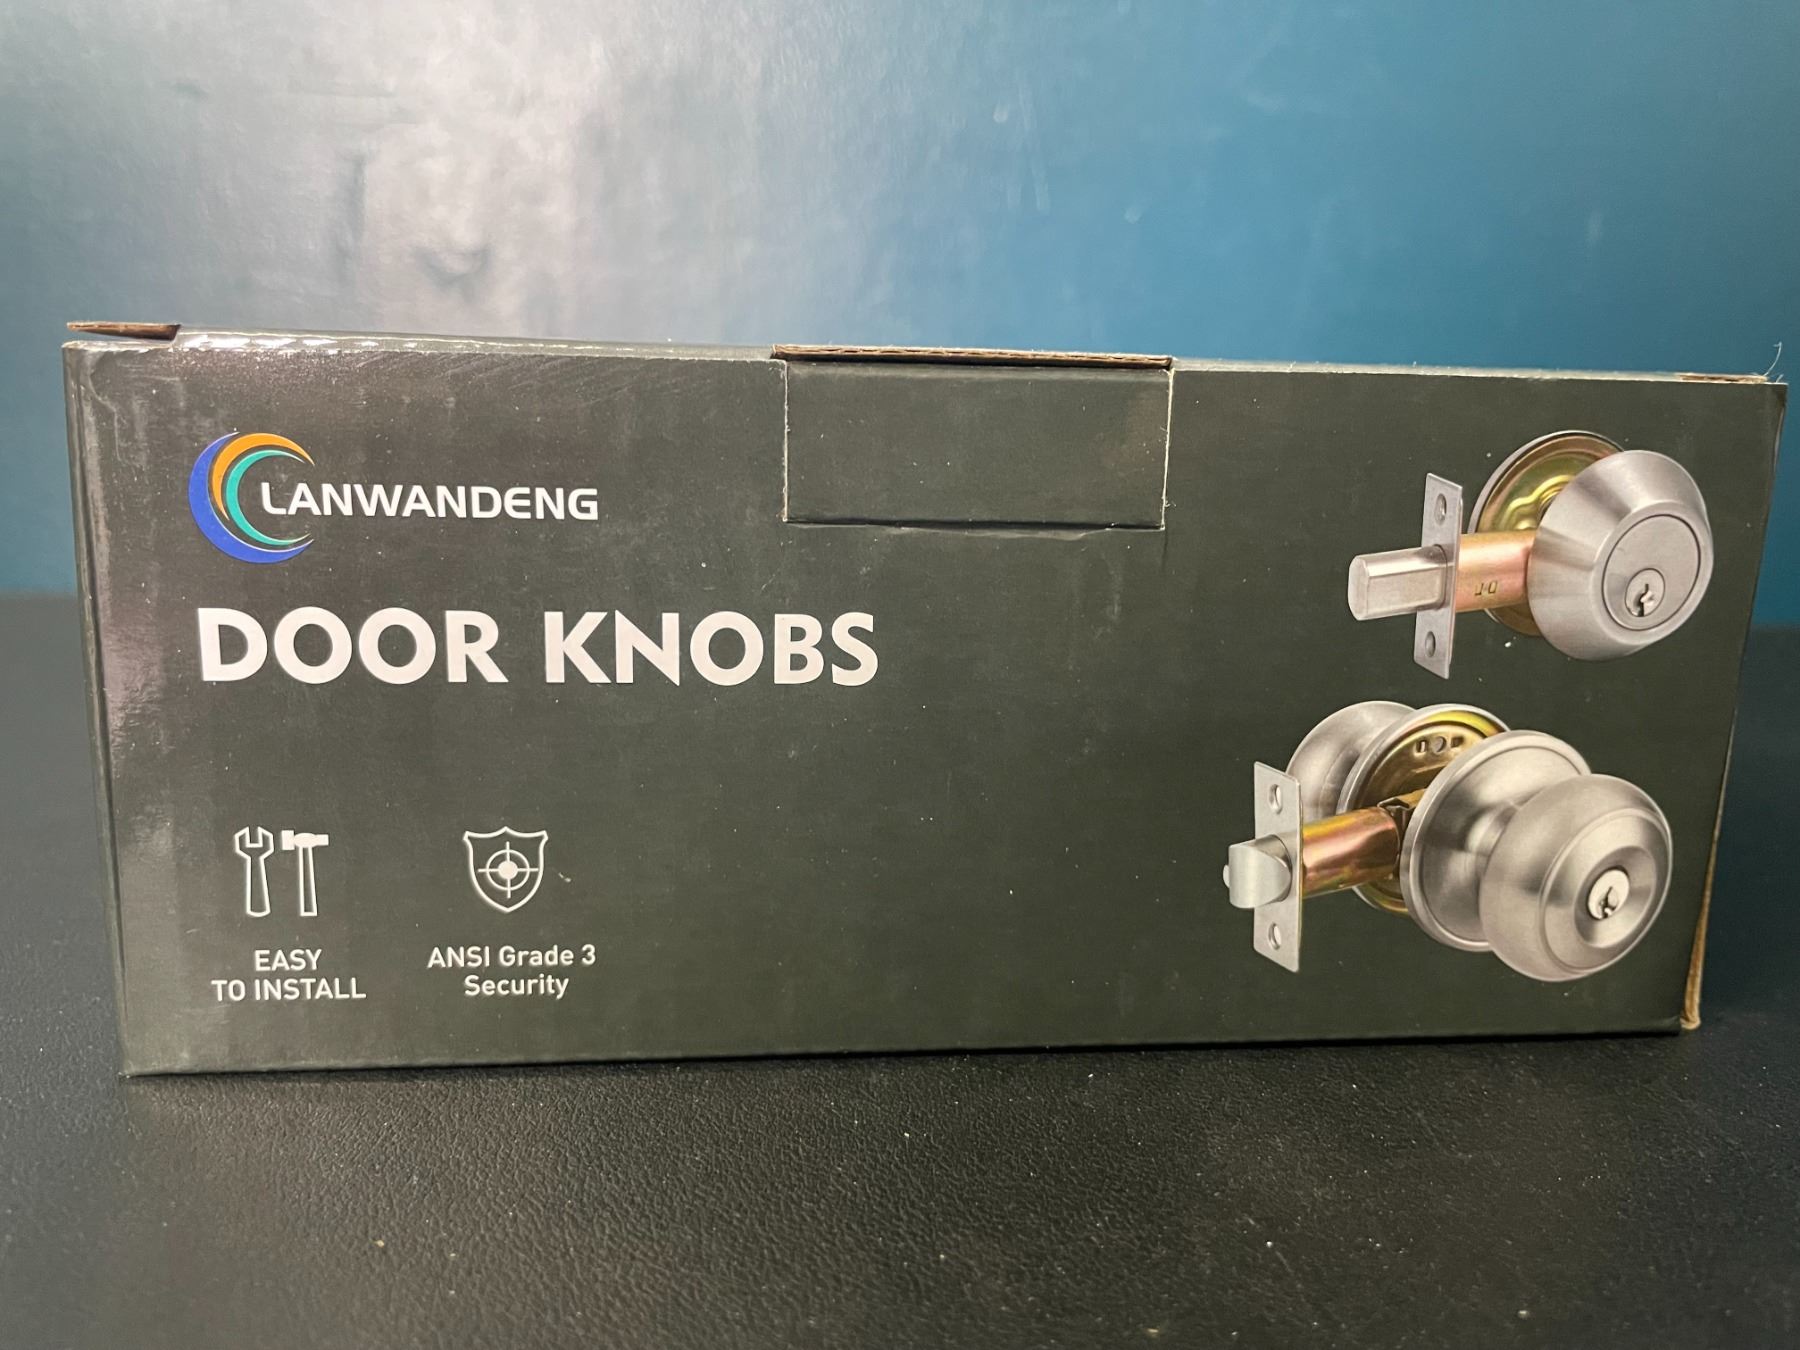 LANWANDENG
DOOR KNOBS
EASY
TO INSTALL
ANSI Grade 3
Security